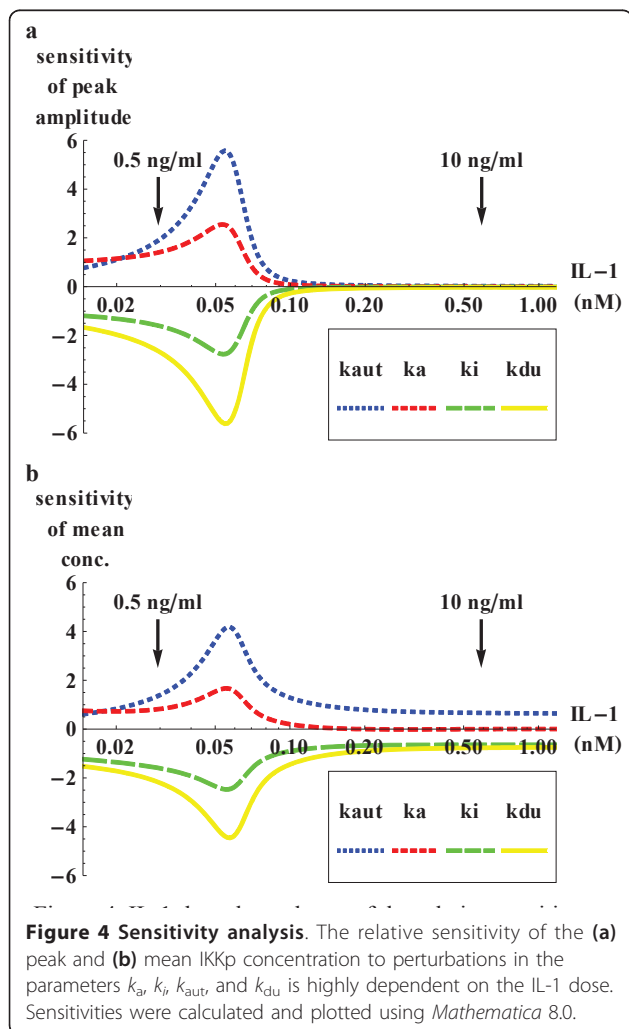 a
sensitivity
of peak
amplitude
6
4
2
0
−2
−4
−6
0.5 ng/ml
10 ng/ml
IL−1
(nM)
0.02
0.05
0.10
0.20
0.50
1.00
kaut ka ki kdu
b
sensitivity
of mean
conc.
6
4
2
0
−2
−4
−6
0.5 ng/ml
10 ng/ml
IL−1
(nM)
0.02
0.05
0.10
0.20
0.50
1.00
kaut ka ki kdu
Figure 4 Sensitivity analysis. The relative sensitivity of the (a)
peak and (b) mean IKKp concentration to perturbations in the
parameters ka, ki, kaut, and kdu is highly dependent on the IL-1 dose.
Sensitivities were calculated and plotted using Mathematica 8.0.